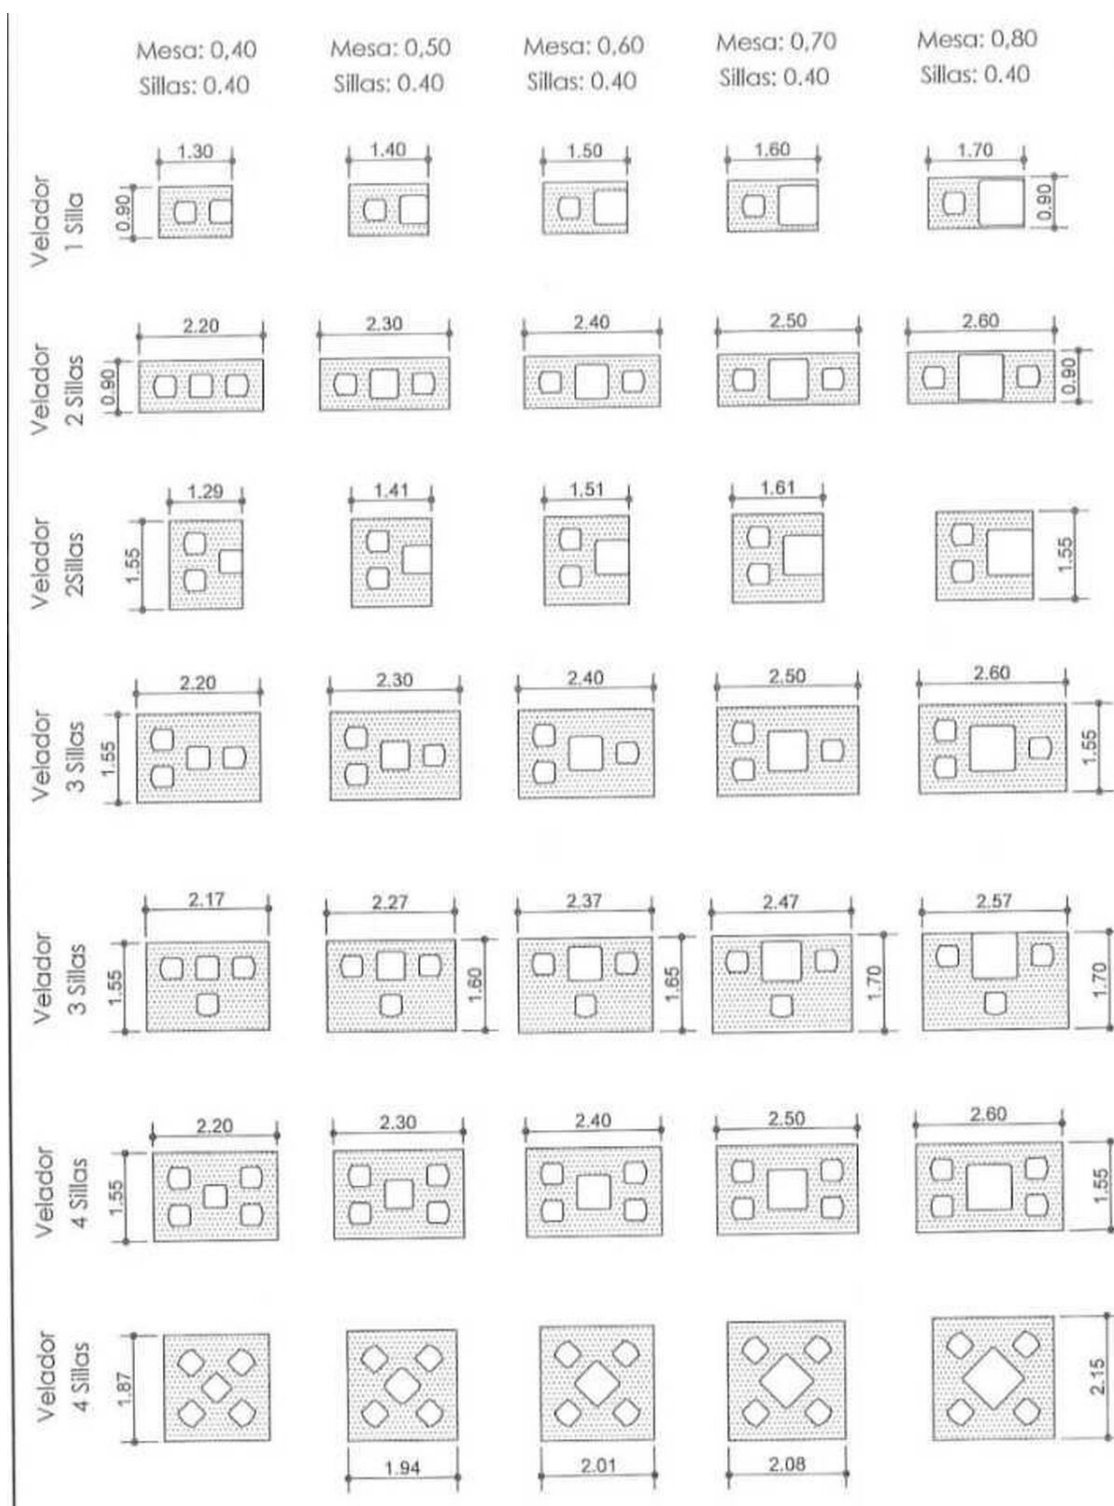 Mesa: 0,40
Sillas: 0.40
Mesa: 0,50
Sillas: 0.40
Mesa: 0,60
Sillas: 0.40
Mesa: 0,70
Sillas: 0.40
Mesa: 0,80
Sillas: 0.40
Velador
1 Silla
0.90
1.30
1.40
1.50
1.60
1.70
0.90
Velador
2 Sillas
0.90
2.20
2.30
2.40
2.50
2.60
0.90
Velador
2Sillas
1.55
1.29
1.41
1.51
1.61
1.55
Velador
3 Sillas
1.55
2.20
2.30
2.40
2.50
2.60
1.55
Velador
3 Sillas
1.55
2.17
2.27
1.60
2.37
1.65
2.47
1.70
2.57
1.70
Velador
4 Sillas
1.55
2.20
2.30
2.40
2.50
2.60
1.55
Velador
4 Sillas
1.87
1.94
2.01
2.08
2.15